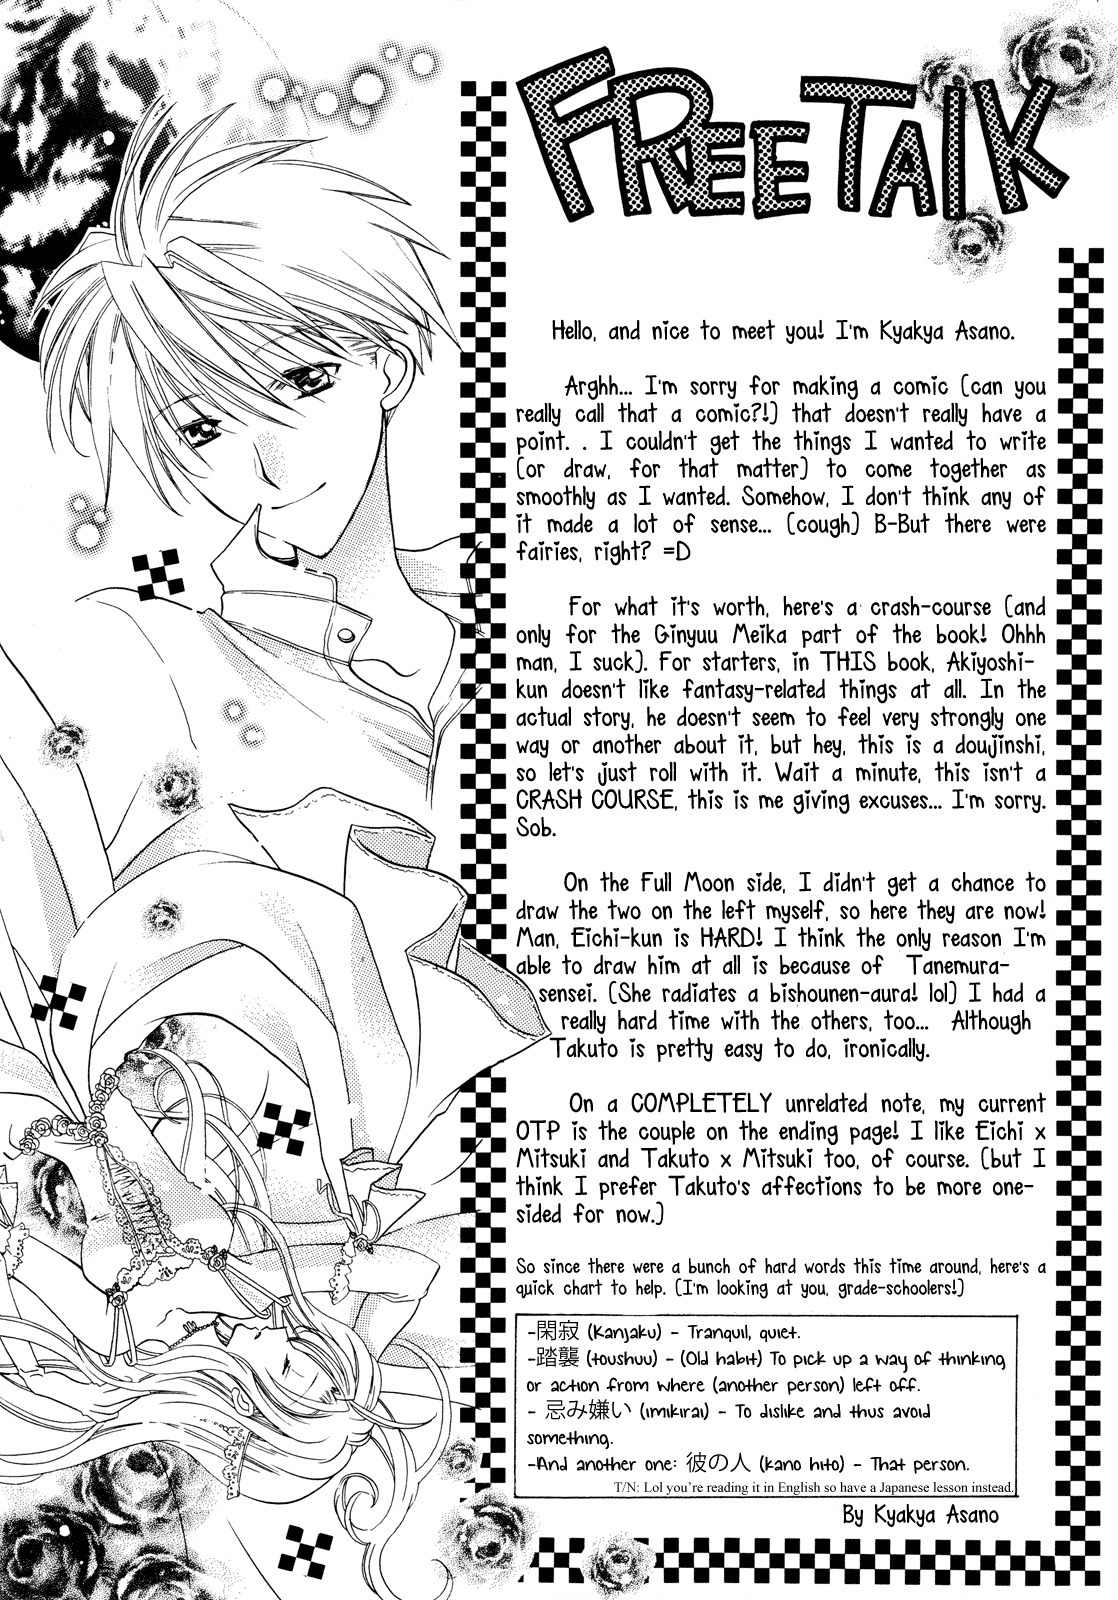 FREE TALK
Hello, and nice to meet you! I'm Kyakya Asano.
Arghh... I'm sorry for making a comic (can you
really call that a comic?!) that doesn't really have a
point. . I couldn't get the things I wanted to write
(or draw, for that matter) to come together as
smoothly as I wanted. Somehow, I don't think any of
it made a lot of sense... (cough) B-But there were
fairies, right? =D
For what it's worth, here's a crash-course (and
only for the Ginyuu Meika part of the book! Ohhh
man, I suck). For starters, in THIS book, Akiyoshi-
kun doesn't like fantasy-related things at all. In the
actual story, he doesn't seem to feel very strongly one
way or another about it, but hey, this is a doujinshi,
so let's just roll with it. Wait a minute, this isn't a
CRASH COURSE, this is me giving excuses... I'm sorry.
Sob.
On the Full Moon side, I didn't get a chance to
draw the two on the left myself, so here they are now!
Man, Eichi-kun is HARD! I think the only reason I'm
able to draw him at all is because of Tanemura-
sensei. (She radiates a bishounen-aura! lol) I had a
really hard time with the others, too... Although
Takuto is pretty easy to do, ironically.
On a COMPLETELY unrelated note, my current
OTP is the couple on the ending page! I like Eichi x
Mitsuki and Takuto x Mitsuki too, of course. (but I
think I prefer Takuto's affections to be more one-
sided for now.)
So since there were a bunch of hard words this time around, here's a
quick chart to help. (I'm looking at you, grade-schoolers!)
-閑寂 (Kanjaku) - Tranquil, quiet.
-踏襲 (toushuu) - (Old habit) To pick up a way of thinking
or action from where (another person) left off.
- 忌み嫌い (imikirai) - To dislike and thus avoid
something.
-And another one: 彼の人 (kano hito) - That person.
T/N: Lol you're reading it in English so have a Japanese lesson instead.
By Kyakya Asano